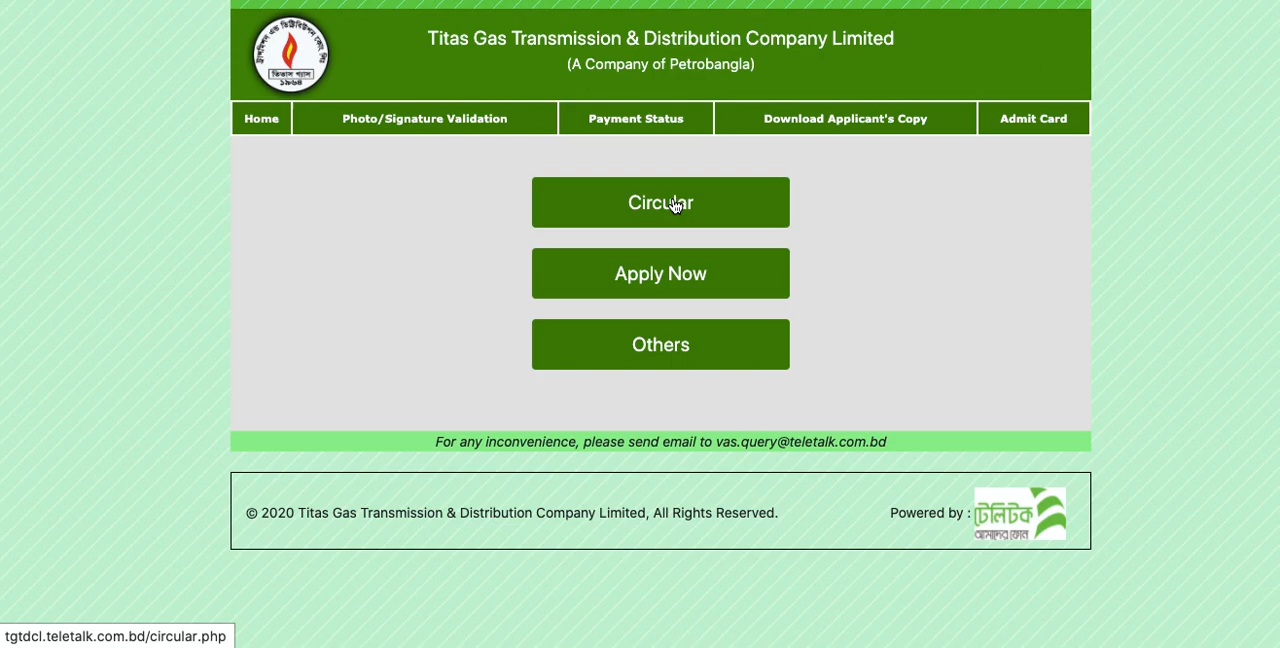 Titas Gas Transmission & Distribution Company Limited
(A Company of Petrobangla)
তিতাস গ্যাস
১৯৬৪
Home
Photo/Signature Validation
Payment Status
Download Applicant's Copy
Admit Card
Circular
Apply Now
Others
For any inconvenience, please send email to vas.query@teletalk.com.bd
© 2020 Titas Gas Transmission & Distribution Company Limited, All Rights Reserved.
Powered by :
টেলিটক
আমাদের ফোন
tgtdcl.teletalk.com.bd/circular.php